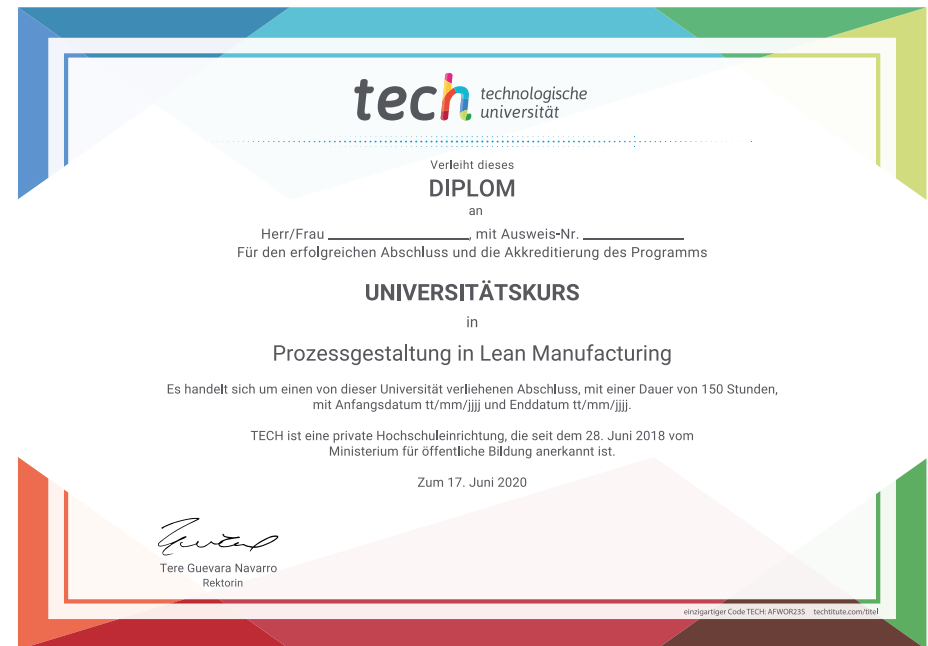 tech technologische
universität
Verleiht dieses
DIPLOM
an
Herr/Frau ____________, mit Ausweis-Nr. ____________
Für den erfolgreichen Abschluss und die Akkreditierung des Programms
UNIVERSITÄTSKURS
in
Prozessgestaltung in Lean Manufacturing
Es handelt sich um einen von dieser Universität verliehenen Abschluss, mit einer Dauer von 150 Stunden,
mit Anfangsdatum tt/mm/jjjj und Enddatum tt/mm/jjjj.
TECH ist eine private Hochschuleinrichtung, die seit dem 28. Juni 2018 vom
Ministerium für öffentliche Bildung anerkannt ist.
Zum 17. Juni 2020
Tere Guevara Navarro
Rektorin
einzigartiger Code TECH: AFWOR23S techtitute.com/titel